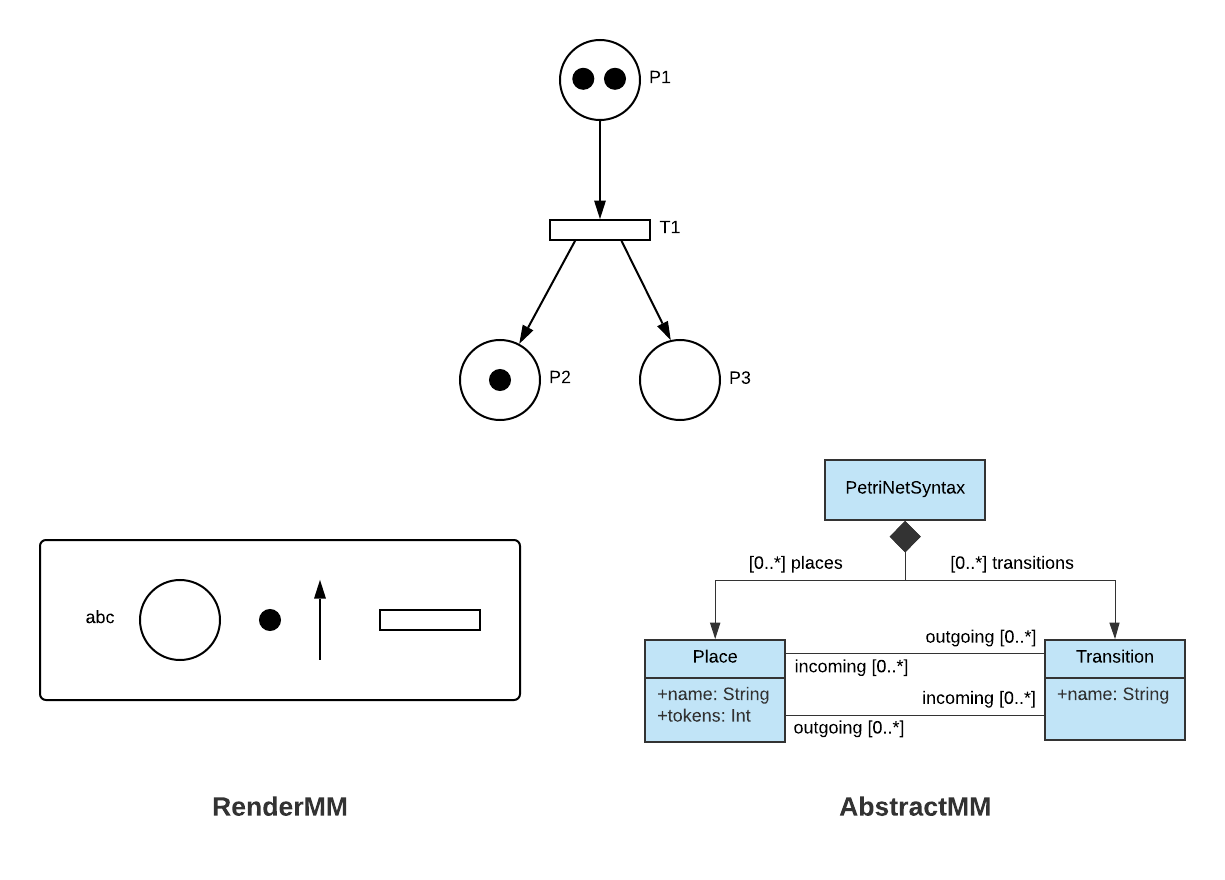 P1
T1
P2
P3
PetriNetSyntax
[0..*] places
[0..*] transitions
abc
outgoing [0..*]
Place
Transition
incoming [0..*]
+name: String
+tokens: Int
incoming [0..*]
+name: String
outgoing [0..*]
RenderMM
AbstractMM